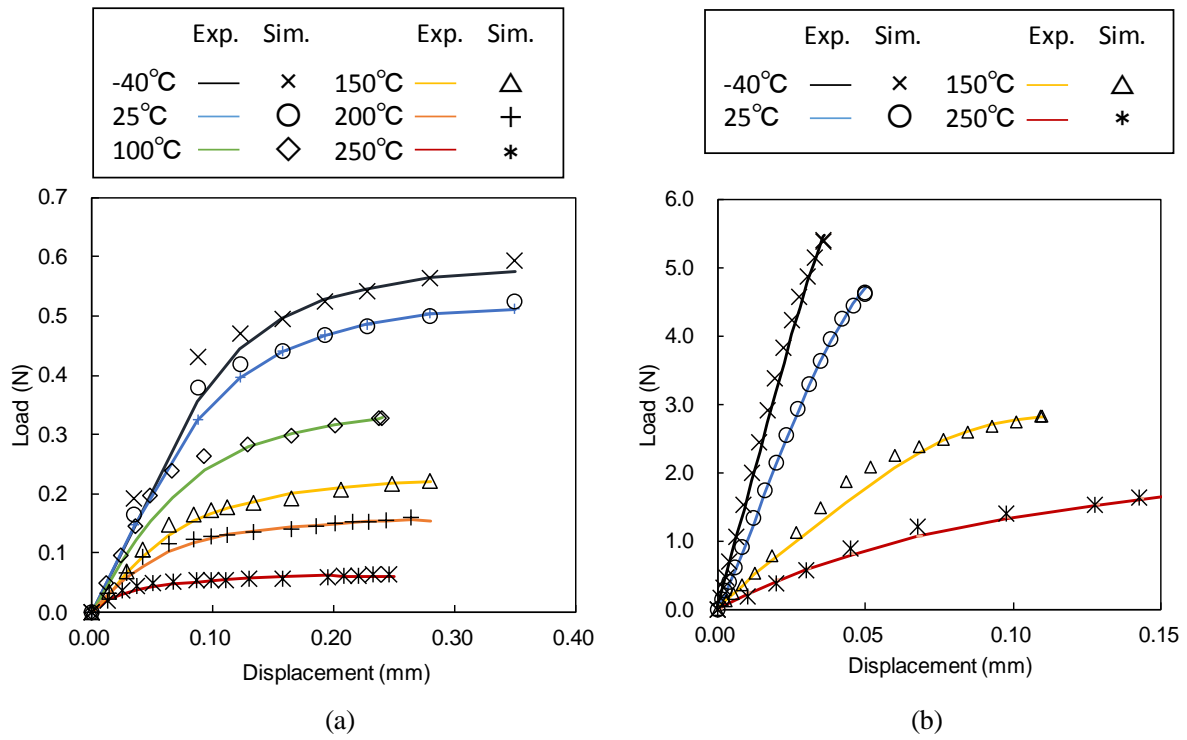 Exp. Sim. Exp. Sim.
-40°C 150°C
25°C 200°C
100°C 250°C
0.7
0.6
0.5
0.4
0.3
0.2
0.1
0.0
Load (N)
0.00 0.10 0.20 0.30 0.40
Displacement (mm)
(a)
Exp. Sim. Exp. Sim.
-40°C 150°C
25°C 250°C
6.0
5.0
4.0
3.0
2.0
1.0
0.0
Load (N)
0.00 0.05 0.10 0.15
Displacement (mm)
(b)